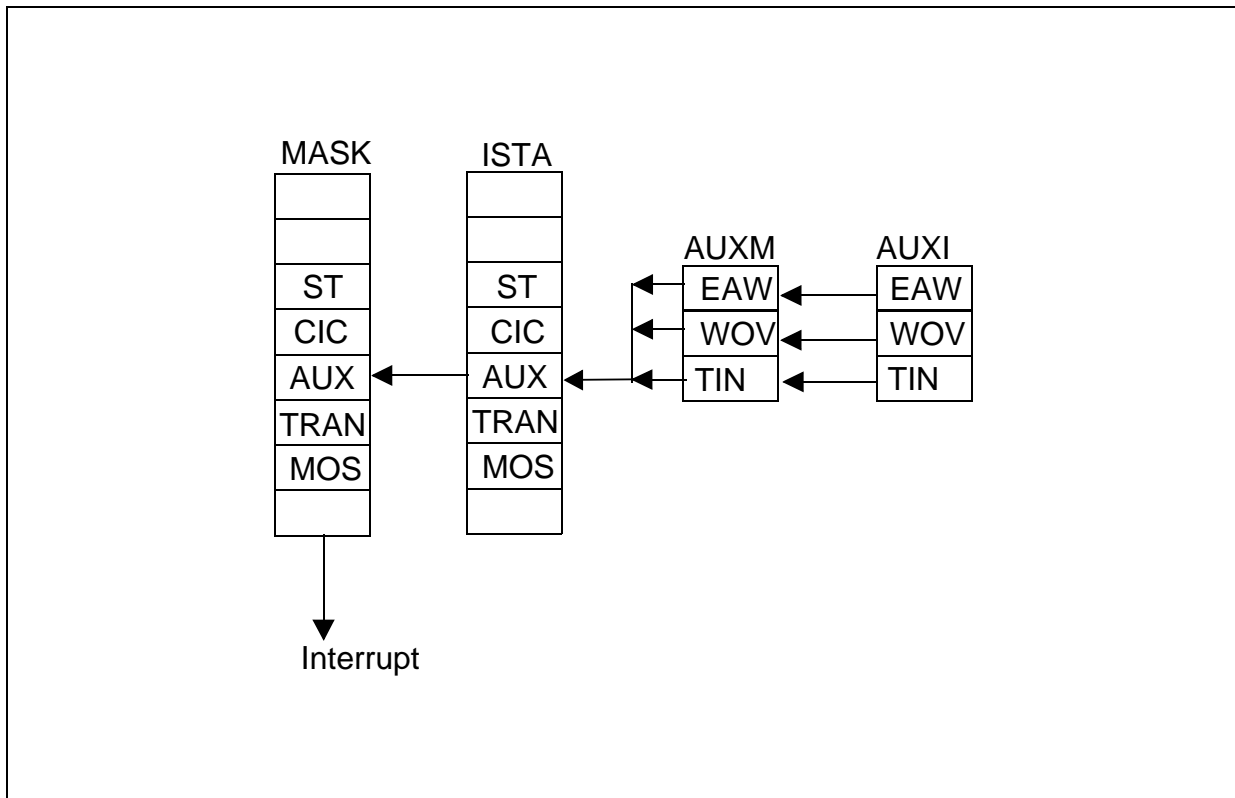 MASK
ST
CIC
AUX
TRAN
MOS
Interrupt
ISTA
ST
CIC
AUX
TRAN
MOS
AUXM
EAW
WOV
TIN
AUXI
EAW
WOV
TIN